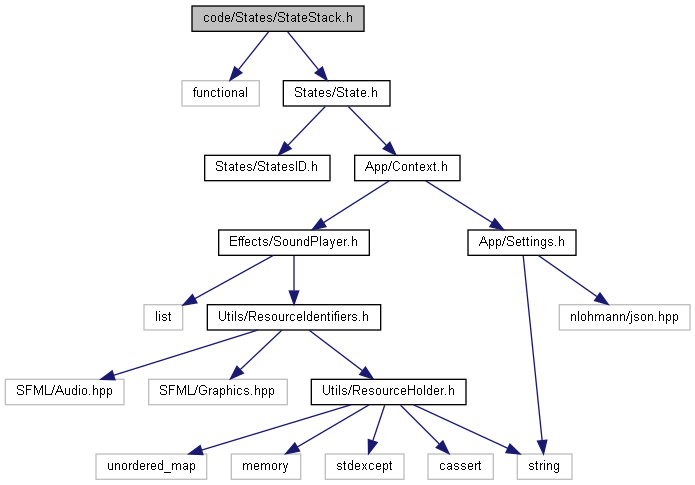 code/States/StateStack.h
functional
States/State.h
States/StatesID.h
App/Context.h
Effects/SoundPlayer.h
App/Settings.h
list
Utils/ResourceIdentifiers.h
nlohmann/json.hpp
SFML/Audio.hpp
SFML/Graphics.hpp
Utils/ResourceHolder.h
unordered_map
memory
stdexcept
cassert
string